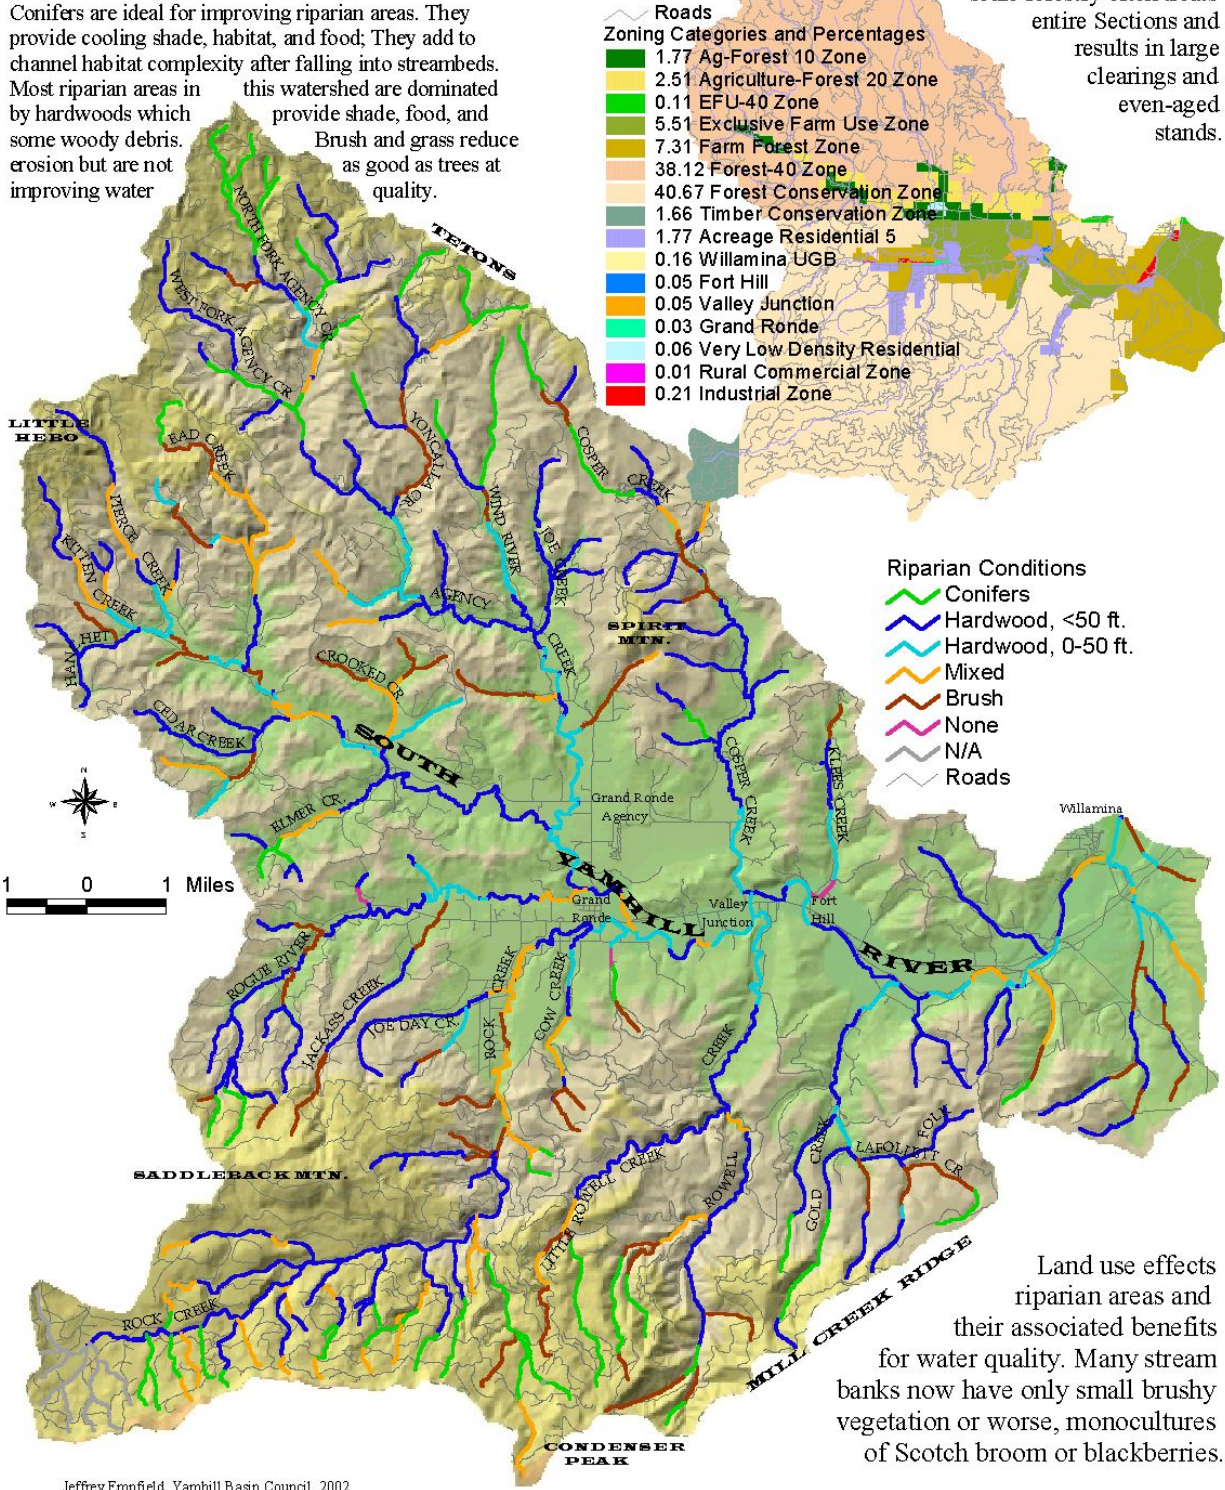 Conifers are ideal for improving riparian areas. They
provide cooling shade, habitat, and food; They add to
channel habitat complexity after falling into streambeds.
Most riparian areas in this watershed are dominated
by hardwoods which provide shade, food, and
some woody debris. Brush and grass reduce
erosion but are not as good as trees at
improving water quality.
Roads
Zoning Categories and Percentages
1.77 Ag-Forest 10 Zone
2.51 Agriculture-Forest 20 Zone
0.11 EFU-40 Zone
5.51 Exclusive Farm Use Zone
7.31 Farm Forest Zone
38.12 Forest-40 Zone
40.67 Forest Conservation Zone
1.66 Timber Conservation Zone
1.77 Acreage Residential 5
0.16 Willamina UGB
0.05 Fort Hill
0.05 Valley Junction
0.03 Grand Ronde
0.06 Very Low Density Residential
0.01 Rural Commercial Zone
0.21 Industrial Zone
entire Sections and
results in large
clearings and
even-aged
stands.
TETONS
NORTH FORK AGENCY CR
WEST FORK AGENCY CR.
LITTLE
HEBO
EAD CREEK
YONCALLA CR
COSPER
CREEK
WIND RIVER
JOE CREEK
PIERCE CREEK
KITTEN CREEK
HET
AGENCY
CREEK
SPIRIT
MTN.
CROOKED CR
CEDAR CREEK
SOUTH
YAMHILL
RIVER
ELMER CR.
Grand Ronde
Agency
COSPER CREEK
KLEES CREEK
Riparian Conditions
Conifers
Hardwood, <50 ft.
Hardwood, 0-50 ft.
Mixed
Brush
None
N/A
Roads
N
W
E
S
1 0 1 Miles
Willamina
Grand
Ronde
Valley
Junction
Fort
Hill
ROGUE RIVER
JACKASS CREEK
JOE DAY CR.
ROCK CREEK
COW CREEK
CREEK
ROWELL
LITTLE ROWELL CREEK
GOLD CREEK
LAFOLLETT CR
FOLK
SADDLEBACK MTN.
ROCK CREEK
MILL CREEK RIDGE
CONDENSER
PEAK
Land use effects
riparian areas and
their associated benefits
for water quality. Many stream
banks now have only small brushy
vegetation or worse, monocultures
of Scotch broom or blackberries.
Jeffrey Empfield, Yamhill Basin Council, 2002